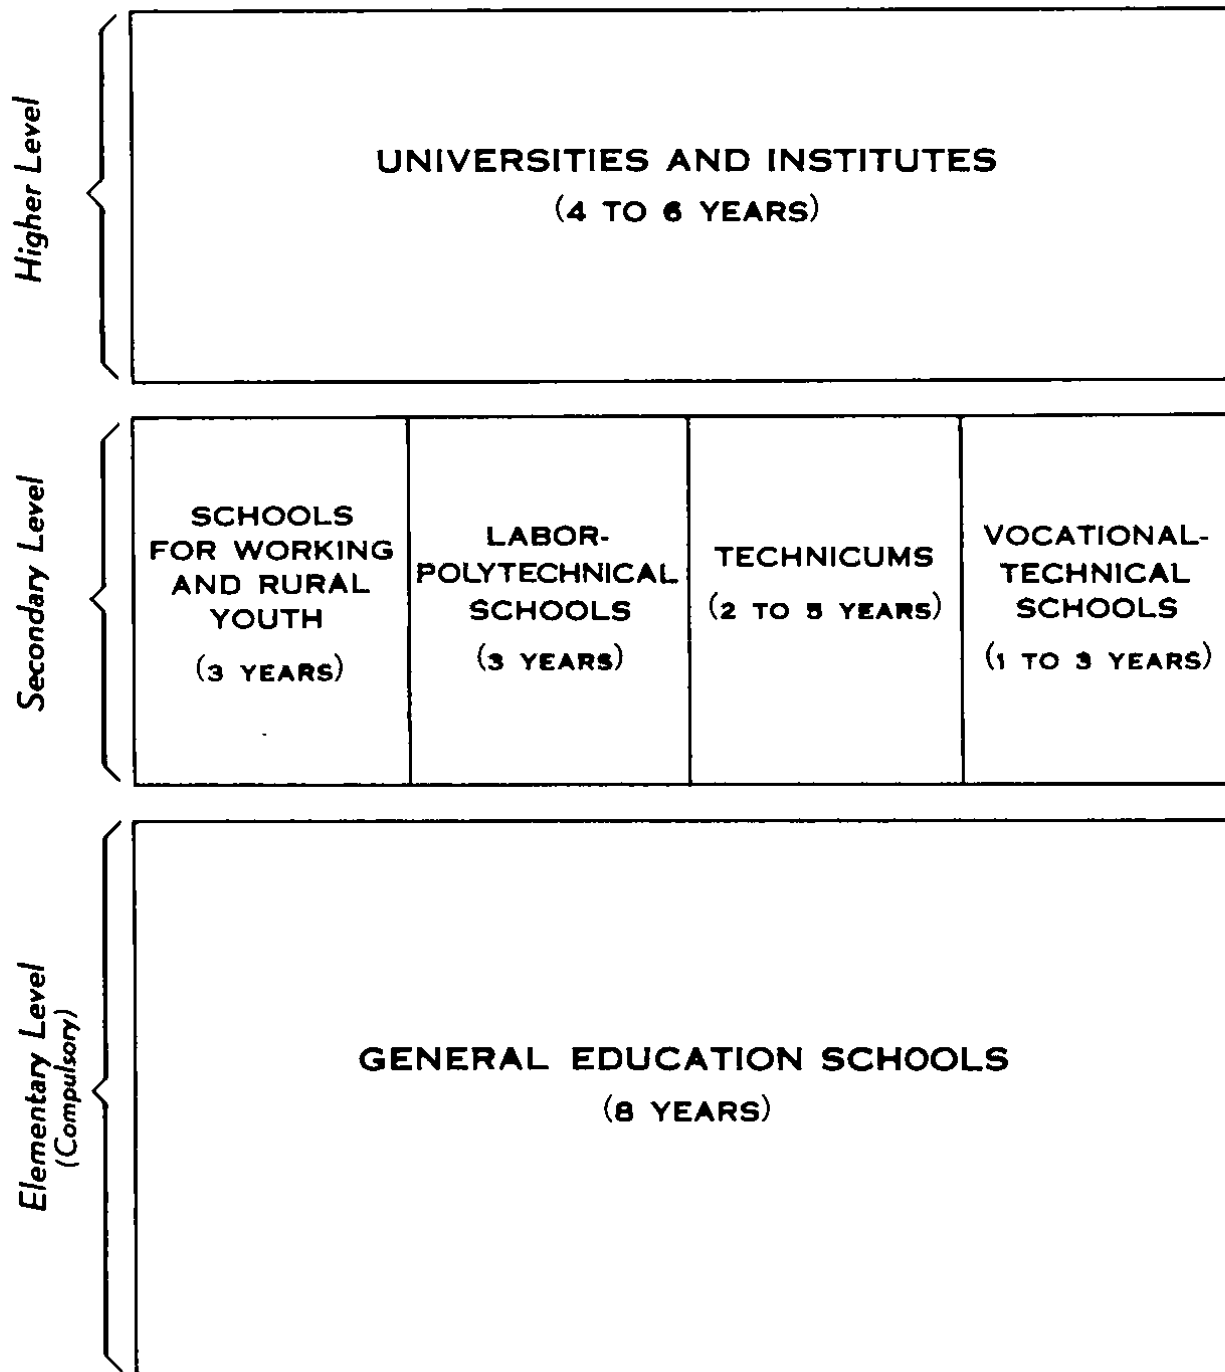 Higher Level
UNIVERSITIES AND INSTITUTES
(4 TO 6 YEARS)
Secondary Level
SCHOOLS
FOR WORKING
AND RURAL
YOUTH
(3 YEARS)
LABOR-
POLYTECHNICAL
SCHOOLS
(3 YEARS)
TECHNICUMS
(2 TO 5 YEARS)
VOCATIONAL-
TECHNICAL
SCHOOLS
(1 TO 3 YEARS)
Elementary Level
(Compulsory)
GENERAL EDUCATION SCHOOLS
(8 YEARS)